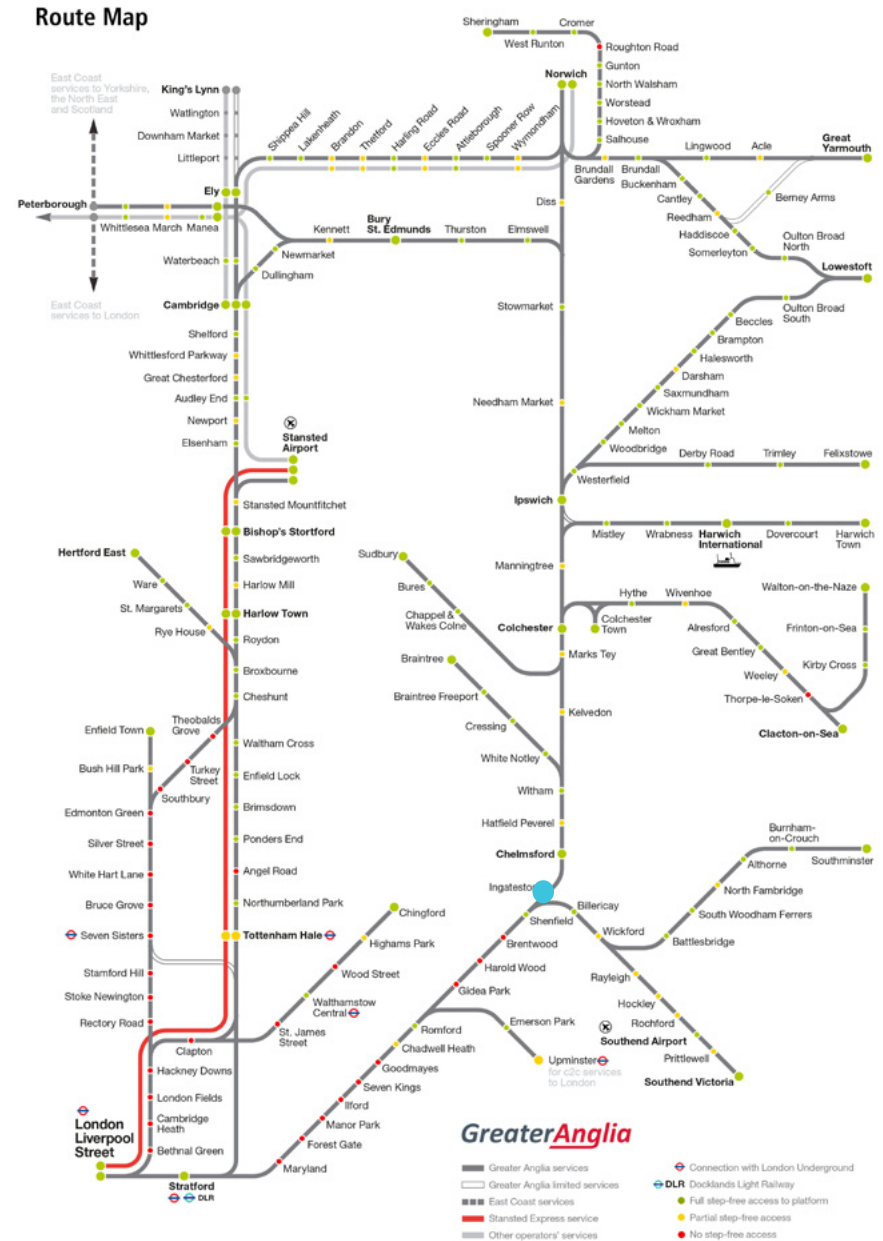 Route Map
East Coast
services to Yorkshire,
the North East
and Scotland
King's Lynn
Watlington
Downham Market
Littleport
Ely
Peterborough
Whittlesea
March
Manea
Waterbeach
East Coast
services to London
Cambridge
Shippea Hill
Lakenheath
Brandon
Thetford
Harling Road
Eccles Road
Attleborough
Spooner Row
Wymondham
Norwich
Sheringham
West Runton
Cromer
Roughton Road
Gunton
North Walsham
Worstead
Hoveton & Wroxham
Salhouse
Brundall
Gardens
Brundall
Lingwood
Acle
Great
Yarmouth
Buckenham
Cantley
Reedham
Berney Arms
Haddiscoe
Somerleyton
Oulton Broad
North
Lowestoft
Oulton Broad
South
Beccles
Brampton
Halesworth
Darsham
Saxmundham
Wickham Market
Melton
Woodbridge
Westerfield
Derby Road
Trimley
Felixstowe
Diss
Kennett
Bury
St. Edmunds
Thurston
Elmswell
Newmarket
Dullingham
Stowmarket
Needham Market
Ipswich
Shelford
Whittlesford Parkway
Great Chesterford
Audley End
Newport
Elsenham
Stansted
Airport
Stansted Mountfitchet
Bishop's Stortford
Sawbridgeworth
Harlow Mill
Harlow Town
Roydon
Broxbourne
Cheshunt
Waltham Cross
Enfield Lock
Brimsdown
Ponders End
Angel Road
Northumberland Park
Tottenham Hale
Hertford East
Ware
St. Margarets
Rye House
Theobalds
Grove
Turkey
Street
Southbury
Enfield Town
Bush Hill Park
Edmonton Green
Silver Street
White Hart Lane
Bruce Grove
Seven Sisters
Stamford Hill
Stoke Newington
Rectory Road
Clapton
Hackney Downs
London Fields
Cambridge
Heath
Bethnal Green
London
Liverpool
Street
Stratford
DLR
Chingford
Highams Park
Wood Street
Walthamstow
Central
St. James
Street
Mistley
Wrabness
Harwich
International
Dovercourt
Harwich
Town
Manningtree
Sudbury
Bures
Chappel &
Wakes Colne
Colchester
Hythe
Wivenhoe
Colchester
Town
Alresford
Great Bentley
Weeley
Thorpe-le-Soken
Walton-on-the-Naze
Frinton-on-Sea
Kirby Cross
Clacton-on-Sea
Marks Tey
Braintree
Braintree Freeport
Cressing
White Notley
Kelvedon
Witham
Hatfield Peverel
Chelmsford
Shenfield
Billericay
Wickford
Battlesbridge
South Woodham Ferrers
North Fambridge
Althorne
Burnham-
on-Crouch
Southminster
Rayleigh
Hockley
Rochford
Southend Airport
Prittlewell
Southend Victoria
Brentwood
Harold Wood
Gidea Park
Romford
Emerson Park
Upminster
for c2c services
to London
Chadwell Heath
Goodmayes
Seven Kings
Ilford
Manor Park
Forest Gate
Maryland
GreaterAnglia
Greater Anglia services
Greater Anglia limited services
East Coast services
Stansted Express service
Other operators' services
Connection with London Underground
DLR Docklands Light Railway
Full step-free access to platform
Partial step-free access
No step-free access